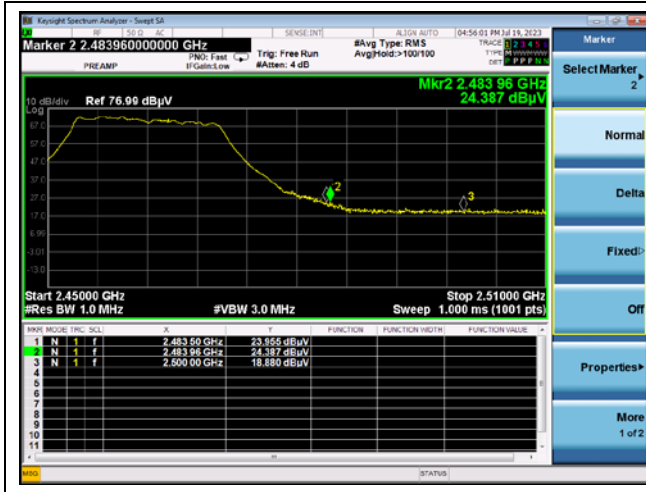 Keysight Spectrum Analyzer - Swept SA
RF 50 Ω AC SENSE:INT ALIGN AUTO 04:56:01 PM Jul 19, 2023
Marker 2 2.483960000000 GHz
PREAMP
PNO: Fast
IFGain:Low
Trig: Free Run
#Atten: 4 dB
#Avg Type: RMS
Avg|Hold:>100/100
TRACE 1 2 3 4 5
TYPE M
DET P P P P N N
Mkr2 2.483 96 GHz
24.387 dBµV
10 dB/div Ref 76.99 dBµV
Log
67.0
57.0
47.0
37.0
27.0
17.0
6.99
-3.01
-13.0
2
3
Start 2.45000 GHz Stop 2.51000 GHz
#Res BW 1.0 MHz #VBW 3.0 MHz Sweep 1.000 ms (1001 pts)
MKR MODE TRC SCL X Y FUNCTION FUNCTION WIDTH FUNCTION VALUE
1 N 1 f 2.483 50 GHz 23.955 dBµV
2 N 1 f 2.483 96 GHz 24.387 dBµV
3 N 1 f 2.500 00 GHz 18.880 dBµV
4
5
6
7
8
9
10
11
MSG STATUS
Marker
Select Marker
2
Normal
Delta
Fixed
Off
Properties
More
1 of 2